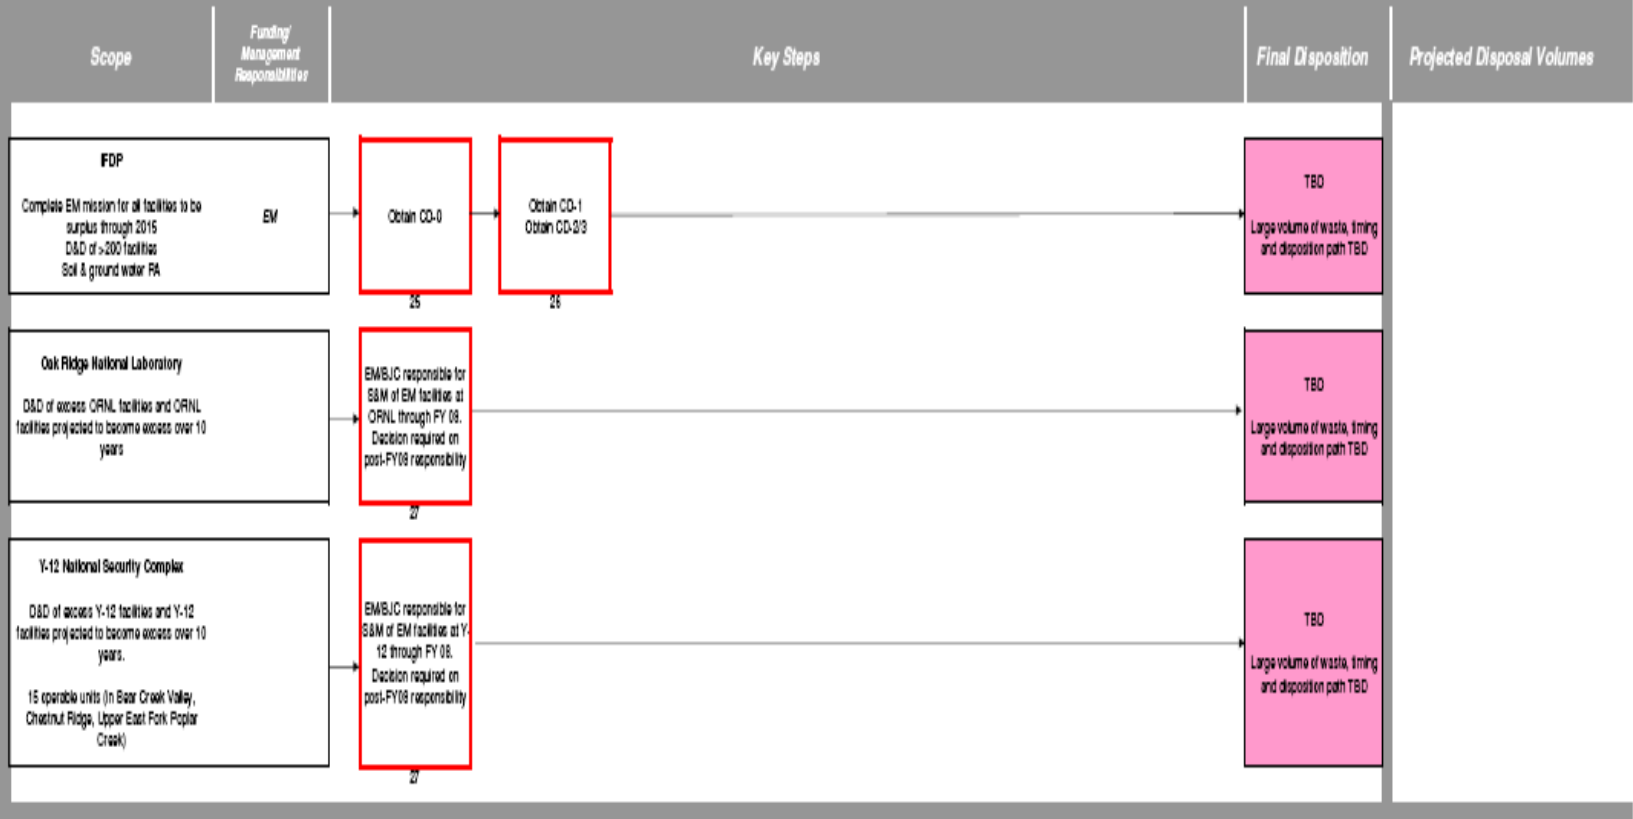 Scope
Funding/
Management
Responsibilities
Key Steps
Final Disposition
Projected Disposal Volumes
IFDP
Complete EM mission for all facilities to be
surplus through 2015
D&D of >200 facilities
Soil & ground water RA
EM
Obtain CD-0
25
Obtain CD-1
Obtain CD-2/3
26
TBD
Large volume of waste, timing
and disposition path TBD
Oak Ridge National Laboratory
D&D of excess ORNL facilities and ORNL
facilities projected to become excess over 10
years
EM/BJC responsible for
S&M of EM facilities at
ORNL through FY 08.
Decision required on
post-FY08 responsibility
27
TBD
Large volume of waste, timing
and disposition path TBD
Y-12 National Security Complex
D&D of excess Y-12 facilities and Y-12
facilities projected to become excess over 10
years.
15 operable units (in Bear Creek Valley,
Chestnut Ridge, Upper East Fork Poplar
Creek)
EM/BJC responsible for
S&M of EM facilities at Y-
12 through FY 08.
Decision required on
post-FY08 responsibility
27
TBD
Large volume of waste, timing
and disposition path TBD